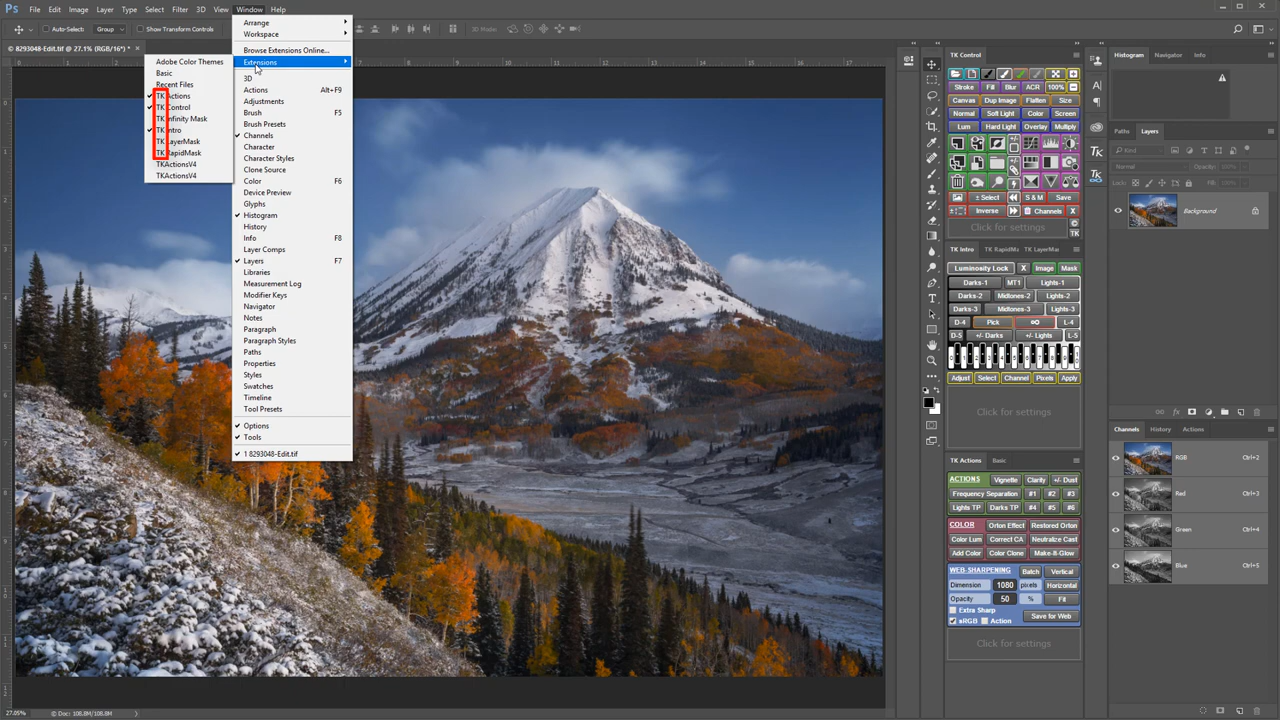 Ps File Edit Image Layer Type Select Filter 3D View Window Help
Auto-Select: Group Show Transform Controls 3D Mode:
© 8293048-Edit.tif @ 27.1% (RGB/16*) *
Arrange
Workspace
Browse Extensions Online...
Extensions
3D
Actions Alt+F9
Adjustments
Brush F5
Brush Presets
Channels
Character
Character Styles
Clone Source
Color F6
Device Preview
Glyphs
Histogram
History
Info F8
Layer Comps
Layers F7
Libraries
Measurement Log
Modifier Keys
Navigator
Notes
Paragraph
Paragraph Styles
Paths
Properties
Styles
Swatches
Timeline
Tool Presets
Options
Tools
1 8293048-Edit.tif
Adobe Color Themes
Basic
Recent Files
TK Actions
TK Control
TK Infinity Mask
TK Intro
TK LayerMask
TK RapidMask
TKActionsV4
TKActionsV4
TK Control
100%
Stroke Fill Blur ACR
Canvas Dup Image Flatten Size
Normal Soft Light Color Screen
Lum Hard Light Overlay Multiply
± Select S & M Save
Inverse Channels X
Click for settings
© TK
TK Intro TK RapidMa TK LayerMas
Luminosity Lock X Image Mask
Darks-1 MT1 Lights-1
Darks-2 Midtones-2 Lights-2
Darks-3 Midtones-3 Lights-3
D-4 Pick L-4
D-5 +/- Darks +/- Lights L-5
Adjust Select Channel Pixels Apply
Click for settings
TK Actions Basic
ACTIONS Vignette Clarity +/- Dust
Frequency Separation #1 #2 #3
Lights TP Darks TP #4 #5 #6
COLOR Orton Effect Restored Orton
Color Lum Correct CA Neutralize Cast
Add Color Color Clone Make-It-Glow
WEB-SHARPENING Batch Vertical
Dimension 1080 pixels Horizontal
Opacity 50 % Fit
Extra Sharp
sRGB Action Save for Web
Click for settings
Histogram Navigator Info
Paths Layers
Kind
Normal Opacity:
Lock: Fill:
Background
Channels History Actions
RGB Ctrl+2
Red Ctrl+3
Green Ctrl+4
Blue Ctrl+5
27.05% Doc: 108.8M/108.8M